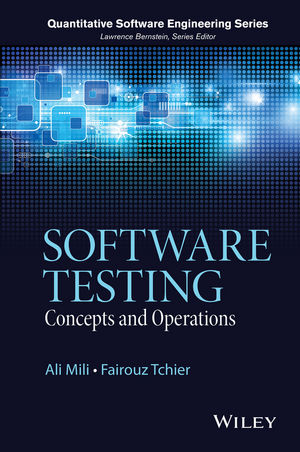 Quantitative Software Engineering Series
Lawrence Bernstein, Series Editor
SOFTWARE
TESTING
Concepts and Operations
Ali Mili • Fairouz Tchier
WILEY